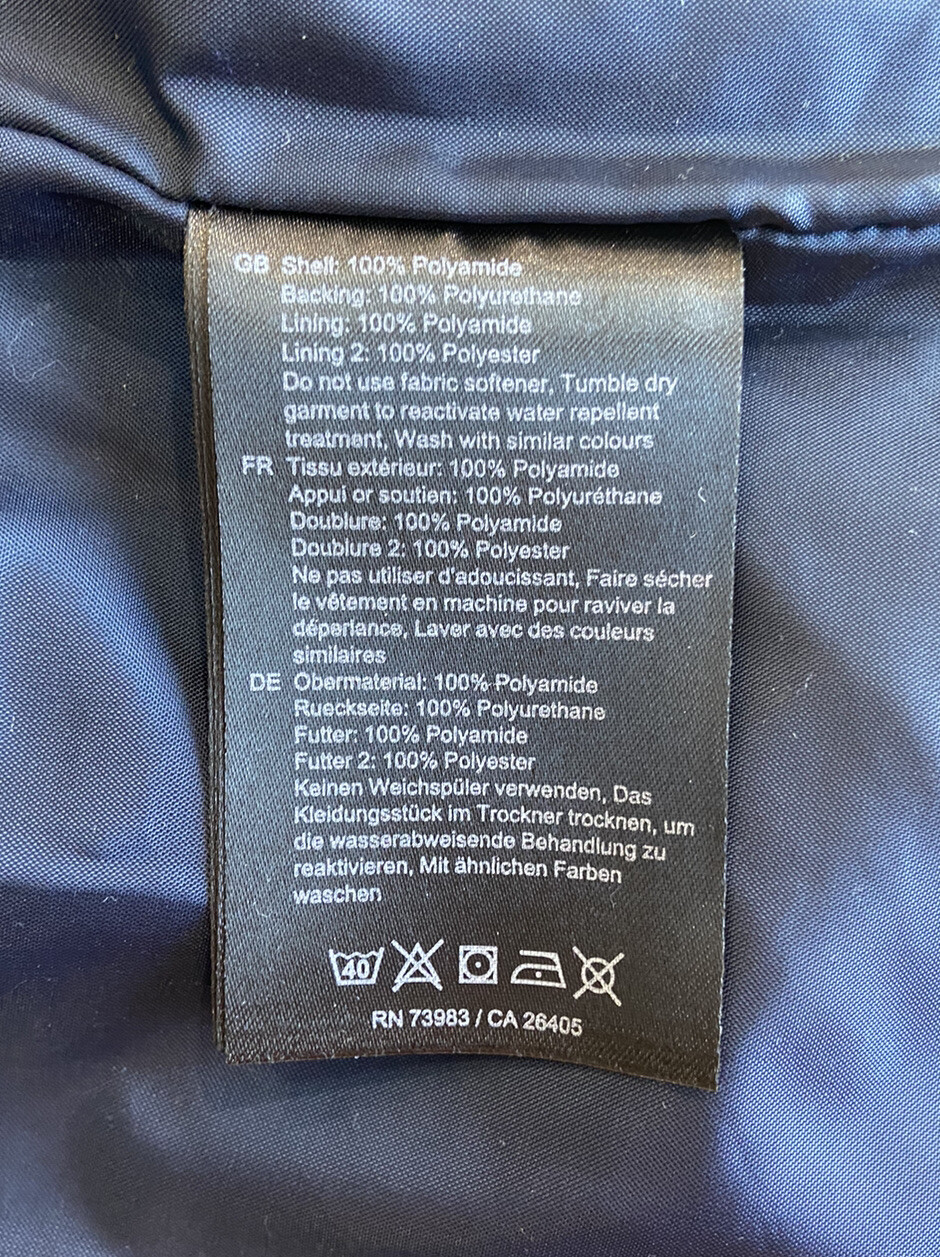 GB Shell: 100% Polyamide
Backing: 100% Polyurethane
Lining: 100% Polyamide
Lining 2: 100% Polyester
Do not use fabric softener, Tumble dry
garment to reactivate water repellent
treatment, Wash with similar colours
FR Tissu extérieur: 100% Polyamide
Appui or soutien: 100% Polyuréthane
Doublure: 100% Polyamide
Doublure 2: 100% Polyester
Ne pas utiliser d'adoucissant, Faire sécher
le vêtement en machine pour raviver la
déperlance, Laver avec des couleurs
similaires
DE Obermaterial: 100% Polyamide
Rueckseite: 100% Polyurethane
Futter: 100% Polyamide
Futter 2: 100% Polyester
Keinen Weichspüler verwenden, Das
Kleidungsstück im Trockner trocknen, um
die wasserabweisende Behandlung zu
reaktivieren, Mit ähnlichen Farben
waschen
40
RN 73983 / CA 26405